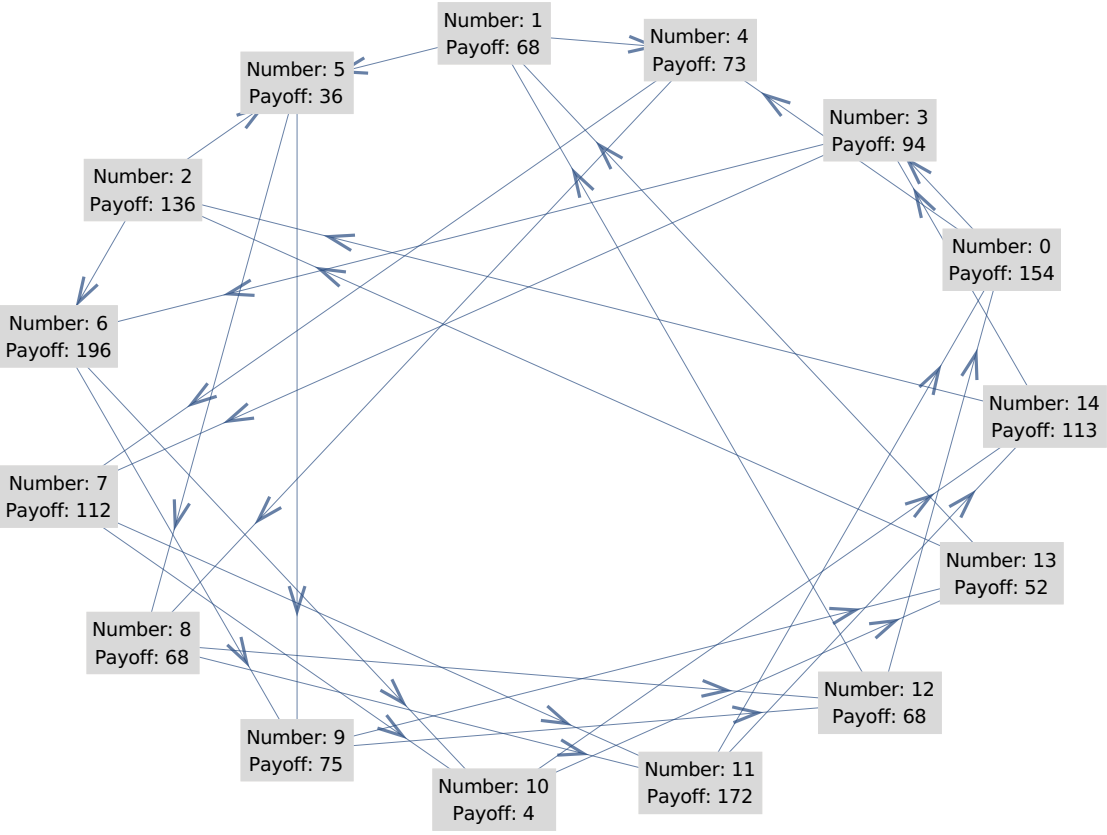 Number: 1
Payoff: 68
Number: 4
Payoff: 73
Number: 5
Payoff: 36
Number: 3
Payoff: 94
Number: 2
Payoff: 136
Number: 0
Payoff: 154
Number: 6
Payoff: 196
Number: 14
Payoff: 113
Number: 7
Payoff: 112
Number: 13
Payoff: 52
Number: 8
Payoff: 68
Number: 12
Payoff: 68
Number: 9
Payoff: 75
Number: 11
Payoff: 172
Number: 10
Payoff: 4